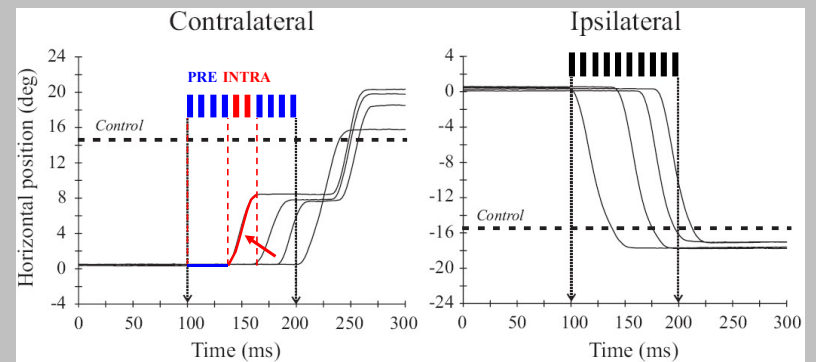 Contralateral
Horizontal position (deg)
24
20
16
12
8
4
0
-4
PRE INTRA
Control
0 50 100 150 200 250 300
Time (ms)
Ipsilateral
4
0
-4
-8
-12
-16
-20
-24
Control
0 50 100 150 200 250 300
Time (ms)